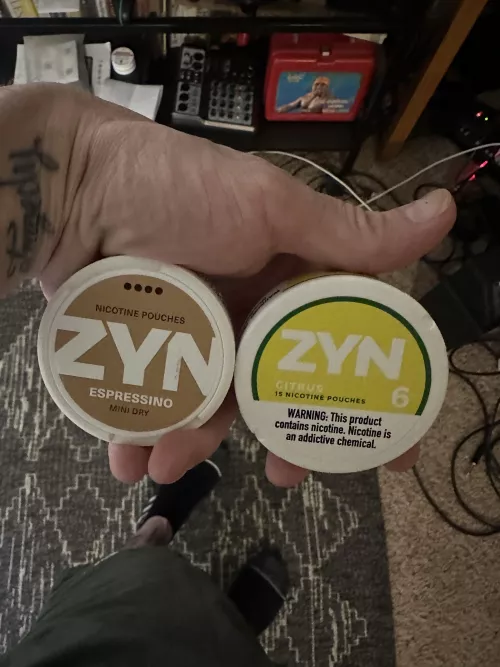 NICOTINE POUCHES
ZYN
ESPRESSINO
MINI DRY
ZYN
CITRUS 6
15 NICOTINE POUCHES
WARNING: This product
contains nicotine. Nicotine is
an addictive chemical.